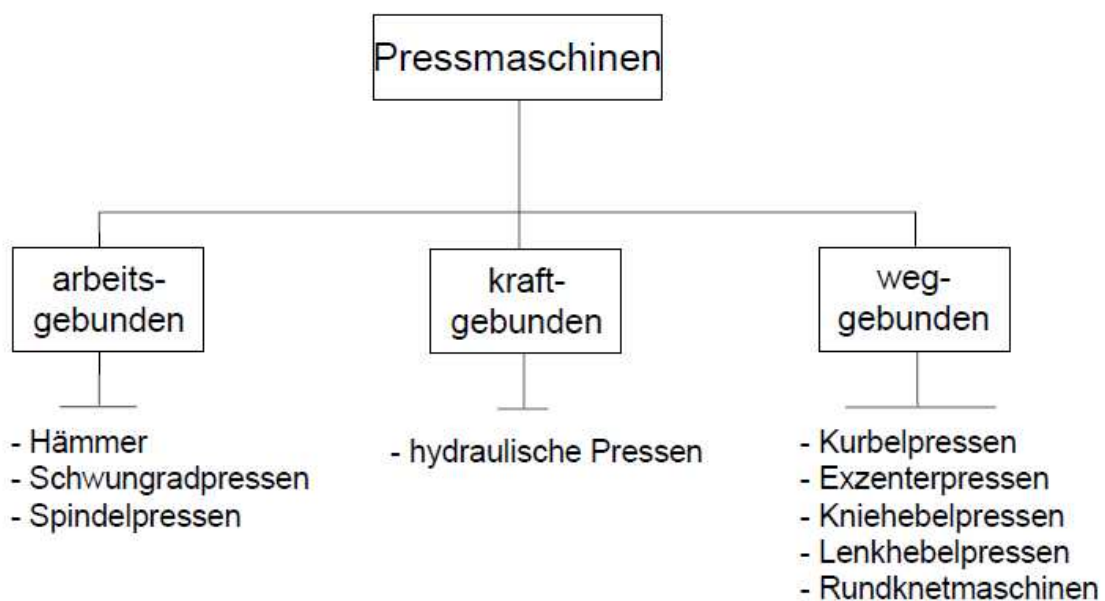 Pressmaschinen
arbeits-
gebunden
kraft-
gebunden
weg-
gebunden
- Hämmer
- Schwungradpressen
- Spindelpressen
- hydraulische Pressen
- Kurbelpressen
- Exzenterpressen
- Kniehebelpressen
- Lenkhebelpressen
- Rundknetmaschinen